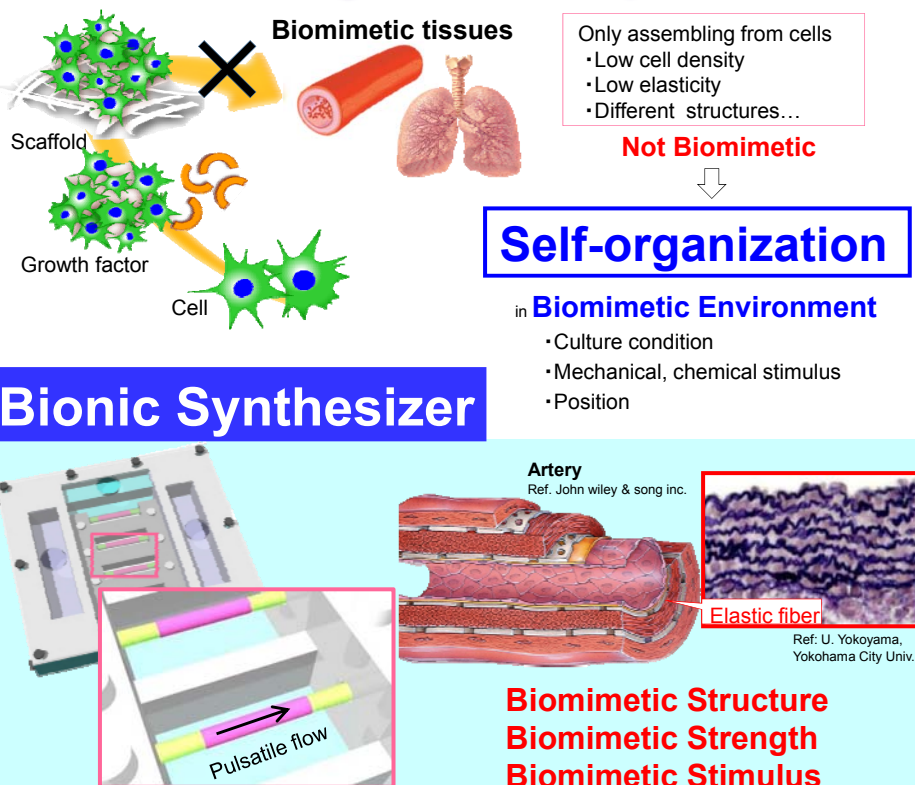 Biomimetic tissues
Only assembling from cells
・Low cell density
・Low elasticity
・Different structures…
Not Biomimetic
Scaffold
Growth factor
Cell
Self-organization
in Biomimetic Environment
・Culture condition
・Mechanical, chemical stimulus
・Position
Bionic Synthesizer
Pulsatile flow
Artery
Ref. John wiley & song inc.
Elastic fiber
Ref: U. Yokoyama,
Yokohama City Univ.
Biomimetic Structure
Biomimetic Strength
Biomimetic Stimulus